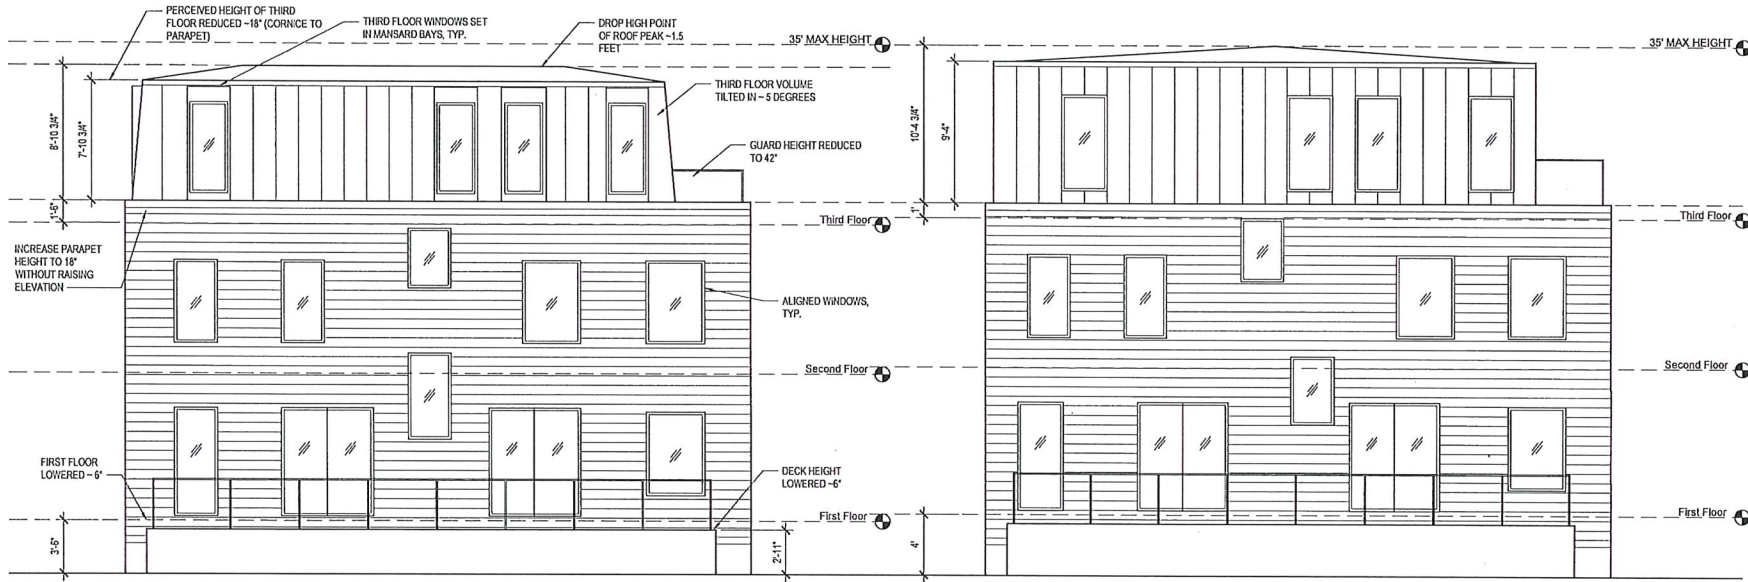 PERCEIVED HEIGHT OF THIRD
FLOOR REDUCED ~18" (CORNICE TO
PARAPET)
THIRD FLOOR WINDOWS SET
IN MANSARD BAYS, TYP.
DROP HIGH POINT
OF ROOF PEAK ~1.5
FEET
35' MAX HEIGHT
THIRD FLOOR VOLUME
TILTED IN ~ 5 DEGREES
8'-10 3/4"
7'-10 3/4"
GUARD HEIGHT REDUCED
TO 42"
1'-6"
Third Floor
INCREASE PARAPET
HEIGHT TO 18"
WITHOUT RAISING
ELEVATION
ALIGNED WINDOWS,
TYP.
Second Floor
FIRST FLOOR
LOWERED ~ 6"
DECK HEIGHT
LOWERED ~6"
First Floor
3'-6"
2'-11"
35' MAX HEIGHT
10'-4 3/4"
9'-4"
1'
Third Floor
Second Floor
First Floor
4'